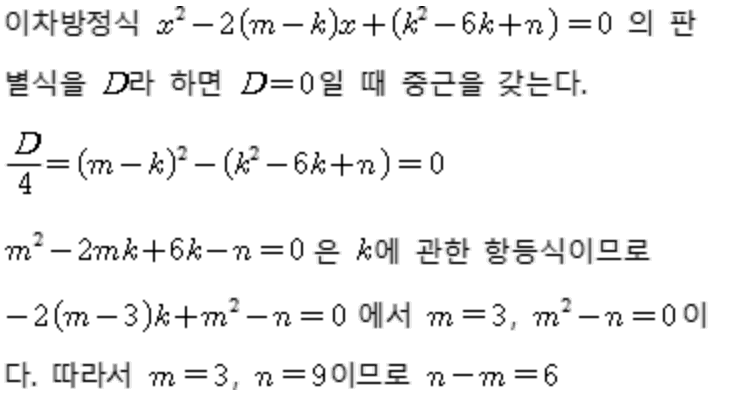 이차방정식 x² − 2(m − k)x + (k² − 6k + n) = 0 의 판
별식을 D라 하면 D = 0일 때 중근을 갖는다.
D/4 = (m − k)² − (k² − 6k + n) = 0
m² − 2mk + 6k − n = 0 은 k에 관한 항등식이므로
−2(m − 3)k + m² − n = 0 에서 m = 3, m² − n = 0 이
다. 따라서 m = 3, n = 9이므로 n − m = 6